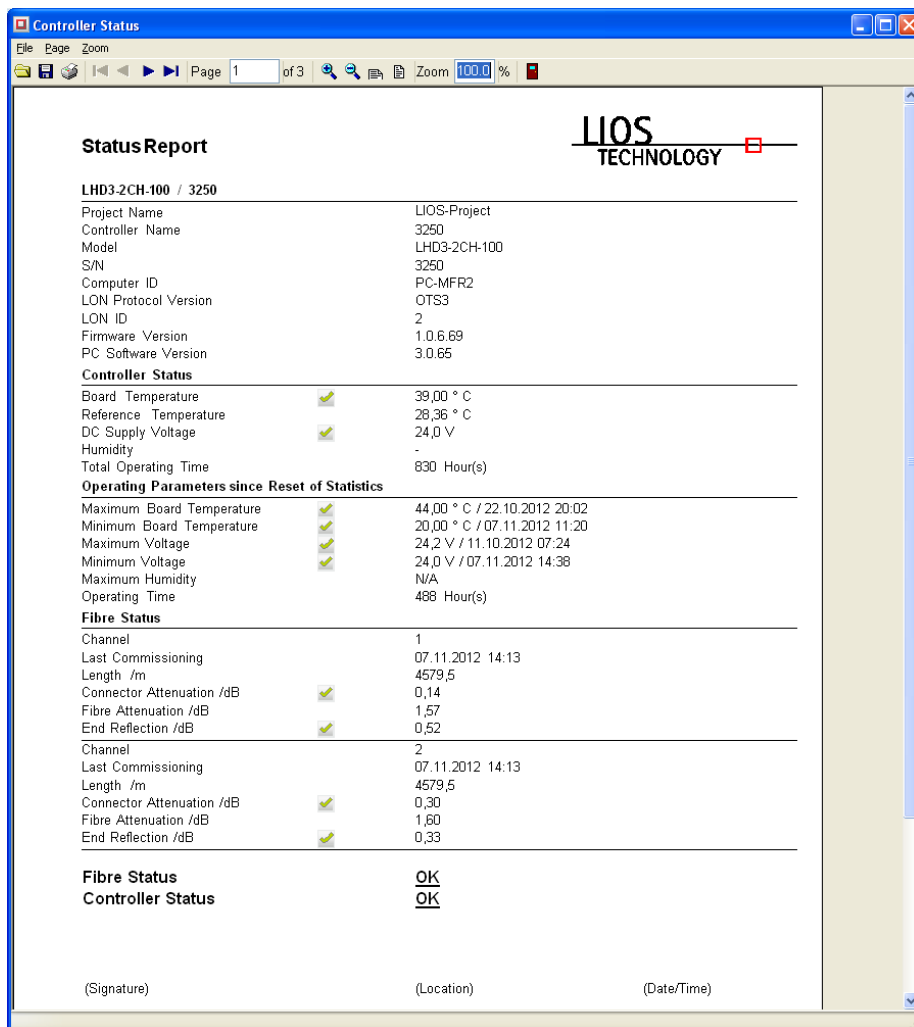 Controller Status
File Page Zoom
Page 1 of 3 Zoom 100.0 %
LIOS
TECHNOLOGY
Status Report
LHD3-2CH-100 / 3250
Project Name LIOS-Project
Controller Name 3250
Model LHD3-2CH-100
S/N 3250
Computer ID PC-MFR2
LON Protocol Version OTS3
LON ID 2
Firmware Version 1.0.6.69
PC Software Version 3.0.65
Controller Status
Board Temperature 39,00 ° C
Reference Temperature 28,36 ° C
DC Supply Voltage 24,0 V
Humidity -
Total Operating Time 830 Hour(s)
Operating Parameters since Reset of Statistics
Maximum Board Temperature 44,00 ° C / 22.10.2012 20:02
Minimum Board Temperature 20,00 ° C / 07.11.2012 11:20
Maximum Voltage 24,2 V / 11.10.2012 07:24
Minimum Voltage 24,0 V / 07.11.2012 14:38
Maximum Humidity N/A
Operating Time 488 Hour(s)
Fibre Status
Channel 1
Last Commissioning 07.11.2012 14:13
Length /m 4579,5
Connector Attenuation /dB 0,14
Fibre Attenuation /dB 1,57
End Reflection /dB 0,52
Channel 2
Last Commissioning 07.11.2012 14:13
Length /m 4579,5
Connector Attenuation /dB 0,30
Fibre Attenuation /dB 1,60
End Reflection /dB 0,33
Fibre Status OK
Controller Status OK
(Signature) (Location) (Date/Time)